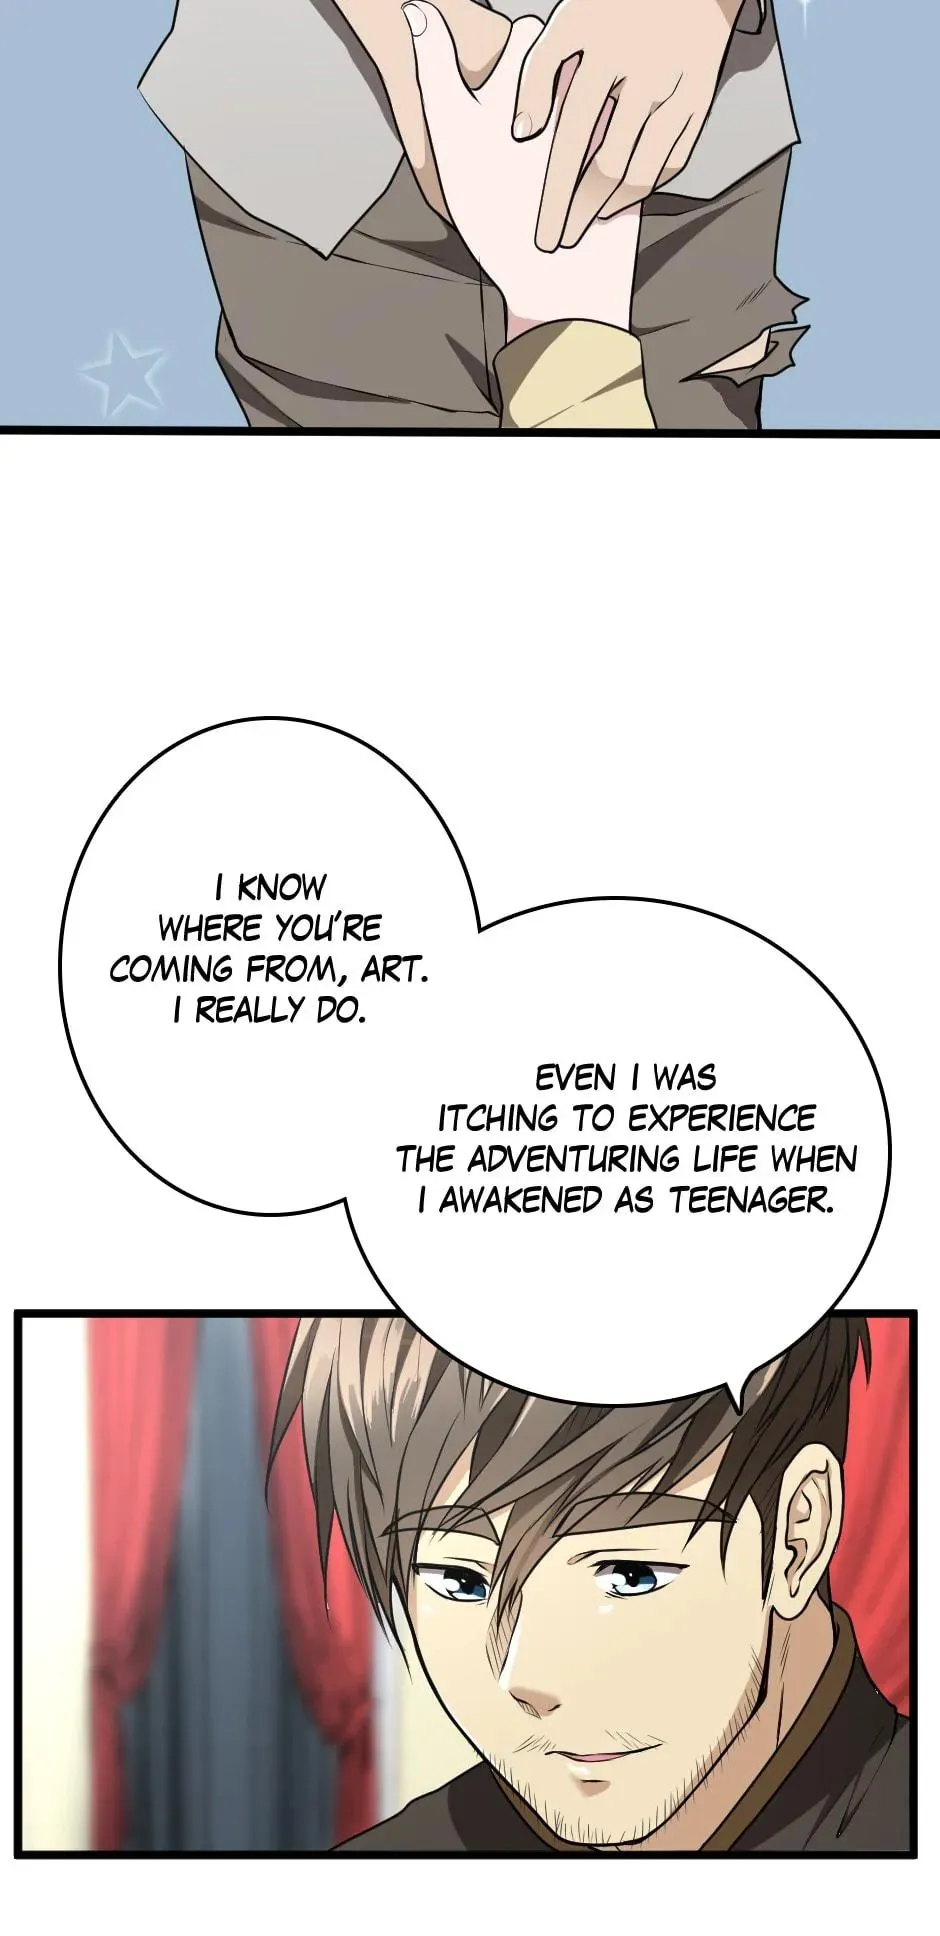 I KNOW
WHERE YOU'RE
COMING FROM, ART.
I REALLY DO.
EVEN I WAS
ITCHING TO EXPERIENCE
THE ADVENTURING LIFE WHEN
I AWAKENED AS TEENAGER.